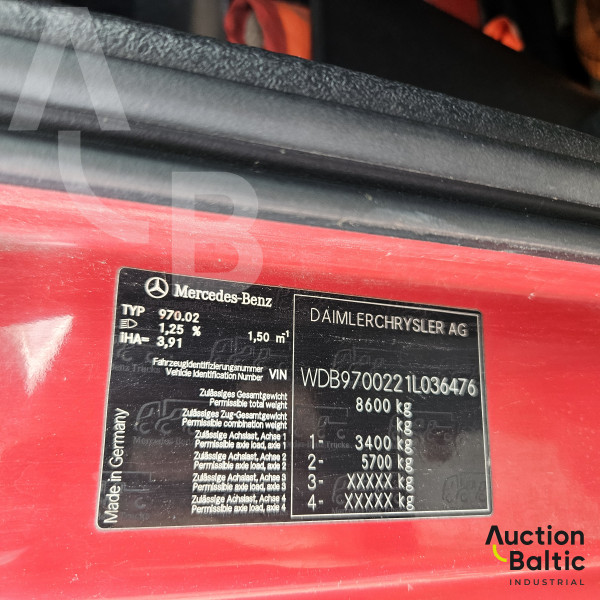 A
B
Mercedes-Benz
TYP 970.02
1,25 % 1,50 m⁻¹
IHA= 3,91
Fahrzeugidentifizierungsnummer
Vehicle Identification Number VIN
Zulässiges Gesamtgewicht
Permissible total weight
Zulässiges Zug-Gesamtgewicht
Permissible combination weight
Zulässige Achslast, Achse 1
Permissible axle load, axle 1
Zulässige Achslast, Achse 2
Permissible axle load, axle 2
Zulässige Achslast, Achse 3
Permissible axle load, axle 3
Zulässige Achslast, Achse 4
Permissible axle load, axle 4
Made in Germany
DAIMLERCHRYSLER AG
WDB9700221L036476
8600 kg
kg
1- 3400 kg
2- 5700 kg
3- XXXXX kg
4- XXXXX kg
Auction
Baltic
INDUSTRIAL